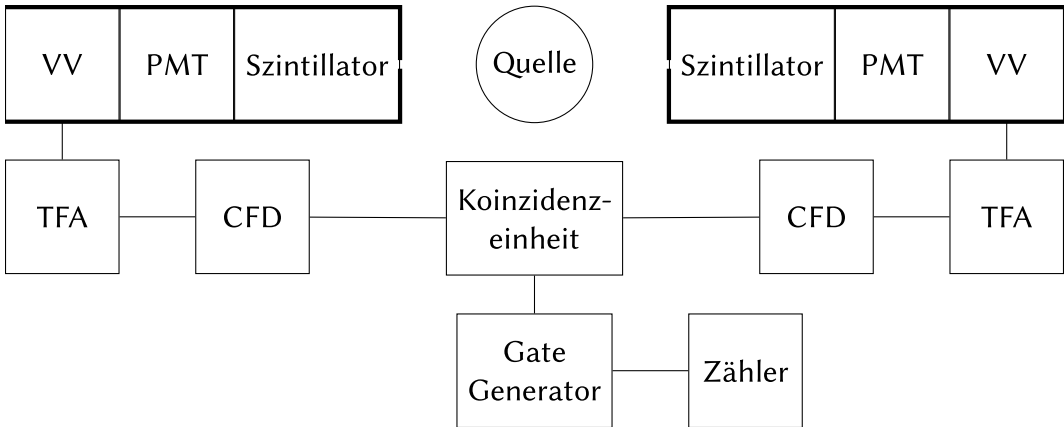 VV PMT Szintillator Quelle Szintillator PMT VV
TFA CFD Koinzidenz-
einheit CFD TFA
Gate
Generator Zähler